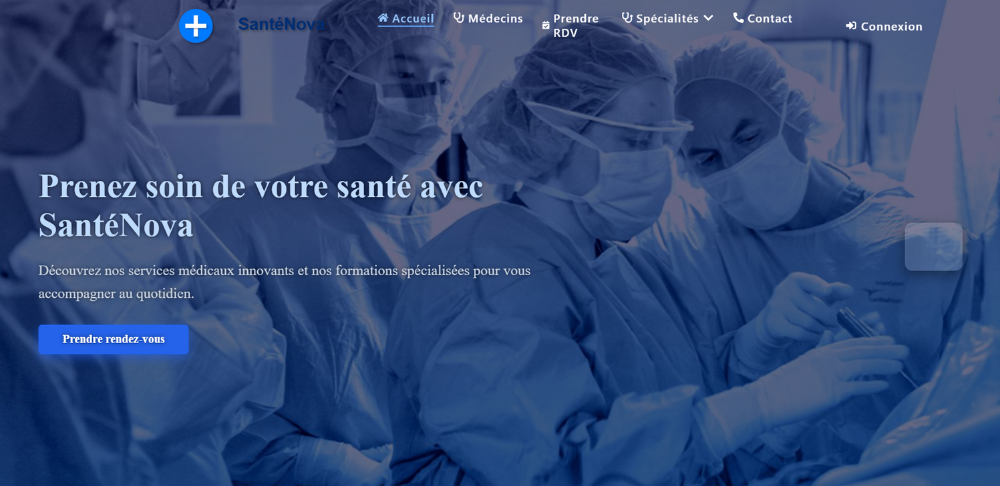 SantéNova
Accueil
Médecins
Prendre
RDV
Spécialités
Contact
Connexion
Prenez soin de votre santé avec
SantéNova
Découvrez nos services médicaux innovants et nos formations spécialisées pour vous
accompagner au quotidien.
Prendre rendez-vous